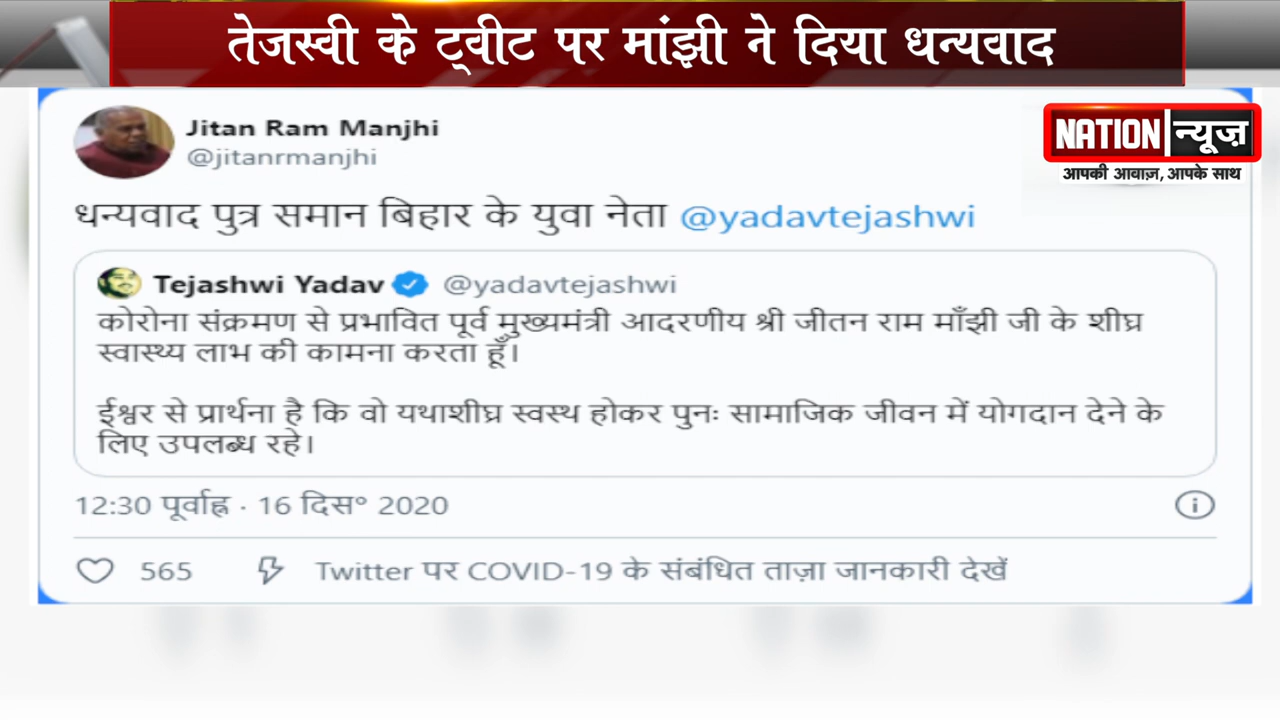 तेजस्वी के ट्वीट पर मांझी ने दिया धन्यवाद
NATION न्यूज़
आपकी आवाज़, आपके साथ
Jitan Ram Manjhi
@jitanrmanjhi
धन्यवाद पुत्र समान बिहार के युवा नेता @yadavtejashwi
Tejashwi Yadav @yadavtejashwi
कोरोना संक्रमण से प्रभावित पूर्व मुख्यमंत्री आदरणीय श्री जीतन राम माँझी जी के शीघ्र
स्वास्थ्य लाभ की कामना करता हूँ।
ईश्वर से प्रार्थना है कि वो यथाशीघ्र स्वस्थ होकर पुनः सामाजिक जीवन में योगदान देने के
लिए उपलब्ध रहे।
12:30 पूर्वाह्न · 16 दिस॰ 2020
565 Twitter पर COVID-19 के संबंधित ताज़ा जानकारी देखें